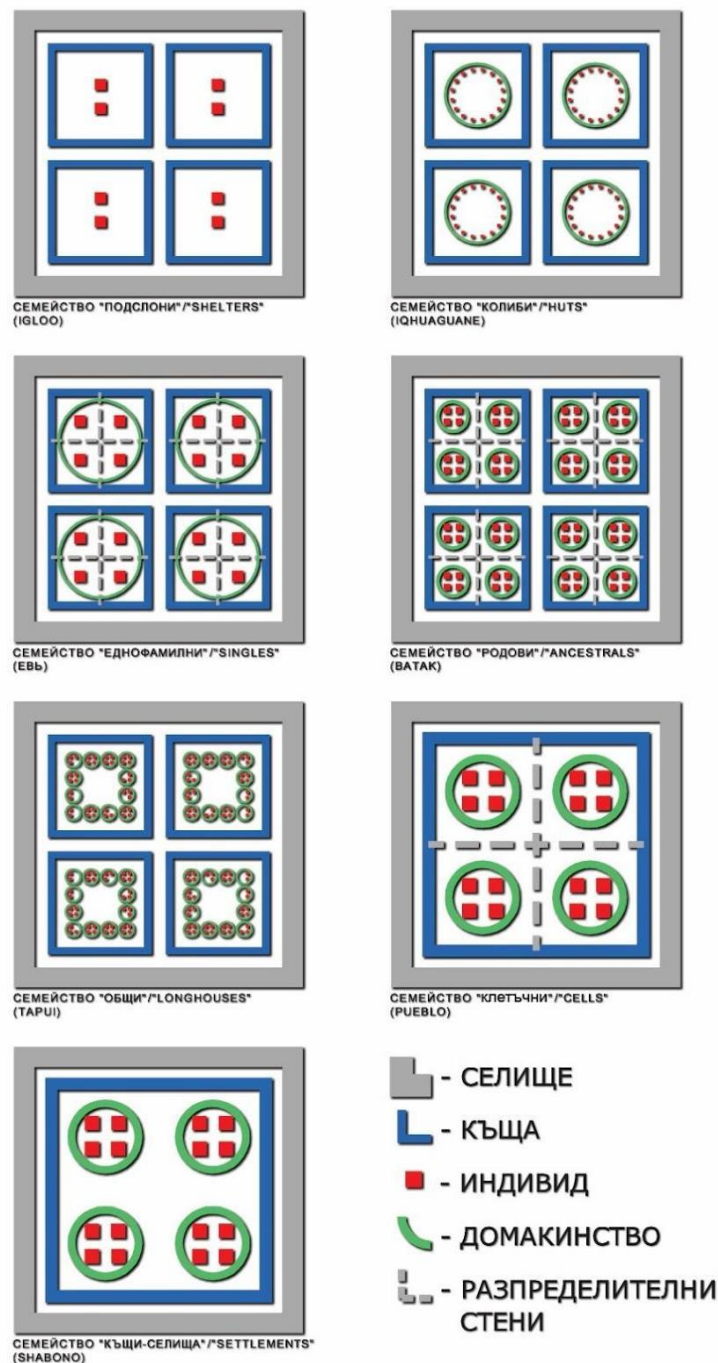 СЕМЕЙСТВО "ПОДСЛОНИ"/"SHELTERS"
(IGLOO)
СЕМЕЙСТВО "КОЛИБИ"/"HUTS"
(IQHUAGUANE)
СЕМЕЙСТВО "ЕДНОФАМИЛНИ"/"SINGLES"
(ЕВЬ)
СЕМЕЙСТВО "РОДОВИ"/"ANCESTRALS"
(BATAK)
СЕМЕЙСТВО "ОБЩИ"/"LONGHOUSES"
(TAPUI)
СЕМЕЙСТВО "КЛЕТЪЧНИ"/"CELLS"
(PUEBLO)
СЕМЕЙСТВО "КЪЩИ-СЕЛИЩА"/"SETTLEMENTS"
(SHABONO)
- СЕЛИЩЕ
- КЪЩА
- ИНДИВИД
- ДОМАКИНСТВО
- РАЗПРЕДЕЛИТЕЛНИ
СТЕНИ